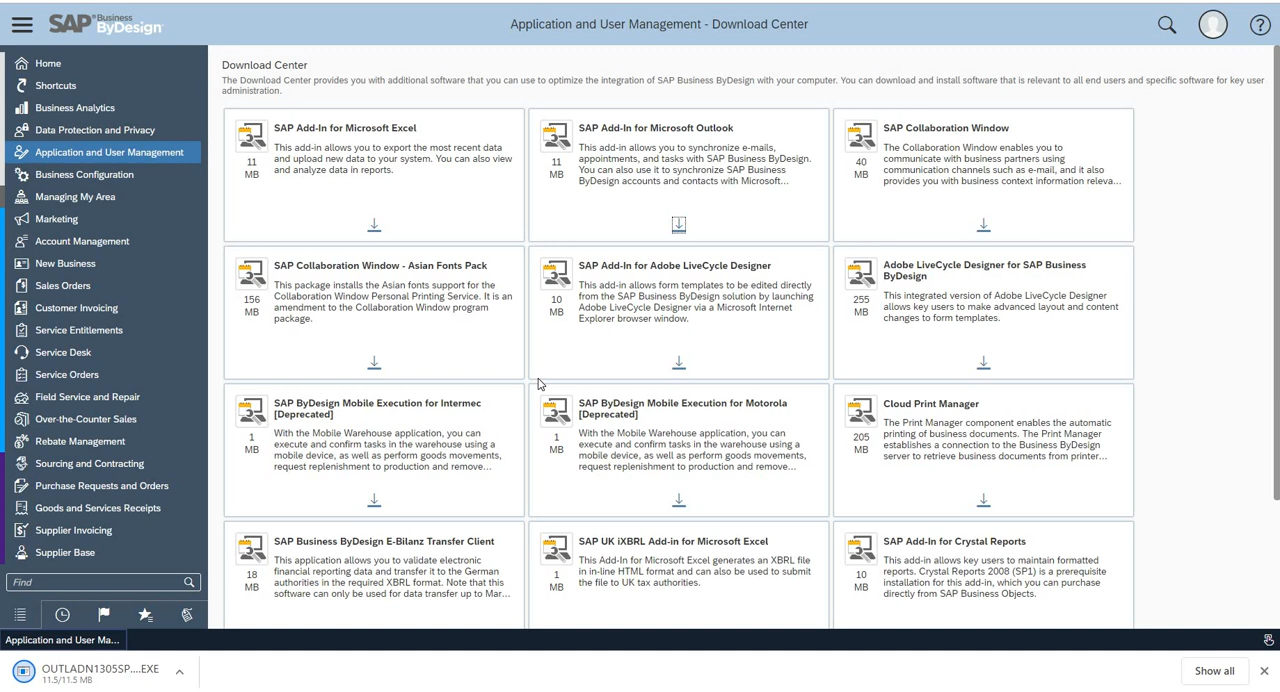 SAP Business ByDesign
Application and User Management - Download Center
Home
Shortcuts
Business Analytics
Data Protection and Privacy
Application and User Management
Business Configuration
Managing My Area
Marketing
Account Management
New Business
Sales Orders
Customer Invoicing
Service Entitlements
Service Desk
Service Orders
Field Service and Repair
Over-the-Counter Sales
Rebate Management
Sourcing and Contracting
Purchase Requests and Orders
Goods and Services Receipts
Supplier Invoicing
Supplier Base
Find
Download Center
The Download Center provides you with additional software that you can use to optimize the integration of SAP Business ByDesign with your computer. You can download and install software that is relevant to all end users and specific software for key user
administration.
SAP Add-In for Microsoft Excel
11
MB
This add-in allows you to export the most recent data
and upload new data to your system. You can also view
and analyze data in reports.
SAP Add-In for Microsoft Outlook
11
MB
This add-in allows you to synchronize e-mails,
appointments, and tasks with SAP Business ByDesign.
You can also use it to synchronize SAP Business
ByDesign accounts and contacts with Microsoft...
SAP Collaboration Window
40
MB
The Collaboration Window enables you to
communicate with business partners using
communication channels such as e-mail, and it also
provides you with business context information releva...
SAP Collaboration Window - Asian Fonts Pack
156
MB
This package installs the Asian fonts support for the
Collaboration Window Personal Printing Service. It is an
amendment to the Collaboration Window program
package.
SAP Add-In for Adobe LiveCycle Designer
10
MB
This add-in allows form templates to be edited directly
from the SAP Business ByDesign solution by launching
Adobe LiveCycle Designer via a Microsoft Internet
Explorer browser window.
Adobe LiveCycle Designer for SAP Business
ByDesign
255
MB
This integrated version of Adobe LiveCycle Designer
allows key users to make advanced layout and content
changes to form templates.
SAP ByDesign Mobile Execution for Intermec
[Deprecated]
1
MB
With the Mobile Warehouse application, you can
execute and confirm tasks in the warehouse using a
mobile device, as well as perform goods movements,
request replenishment to production and remove...
SAP ByDesign Mobile Execution for Motorola
[Deprecated]
1
MB
With the Mobile Warehouse application, you can
execute and confirm tasks in the warehouse using a
mobile device, as well as perform goods movements,
request replenishment to production and remove...
Cloud Print Manager
205
MB
The Print Manager component enables the automatic
printing of business documents. The Print Manager
establishes a connection to the Business ByDesign
server to retrieve business documents from printer...
SAP Business ByDesign E-Bilanz Transfer Client
18
MB
This application allows you to validate electronic
financial reporting data and transfer it to the German
authorities in the required XBRL format. Note that this
software can only be used for data transfer up to Mar...
SAP UK iXBRL Add-in for Microsoft Excel
1
MB
This Add-In for Microsoft Excel generates an XBRL file
in in-line HTML format and can also be used to submit
the file to UK tax authorities.
SAP Add-In for Crystal Reports
10
MB
This add-in allows key users to maintain formatted
reports. Crystal Reports 2008 (SP1) is a prerequisite
installation for this add-in, which you can purchase
directly from SAP Business Objects.
Application and User Ma...
OUTLADN1305SP....EXE
11.5/11.5 MB
Show all